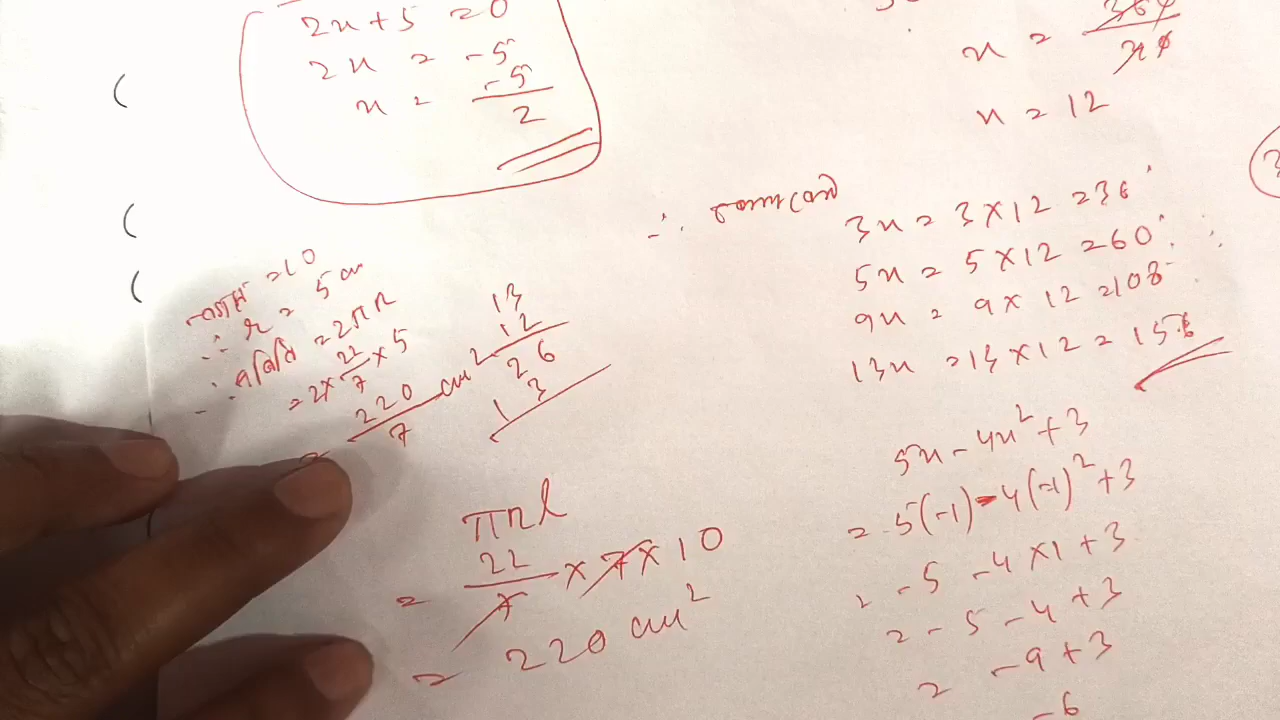 2x + 5 = 0
2x = -5
x = -5/2
x = 360/30
x = 12
3x = 3 × 12 = 36°
5x = 5 × 12 = 60°
9x = 9 × 12 = 108°
13x = 13 × 12 = 156
= 10
∴ r = 5 cm
∴ পরিধি = 2πr
= 2 × 22/7 × 5
= 220/7 cm²
13
12
26
13
πrl
= 22/7 × 7 × 10
= 220 cm²
5x - 4x² + 3
= 5(-1) - 4(-1)² + 3
= -5 - 4 × 1 + 3
= -5 - 4 + 3
= -9 + 3
-6